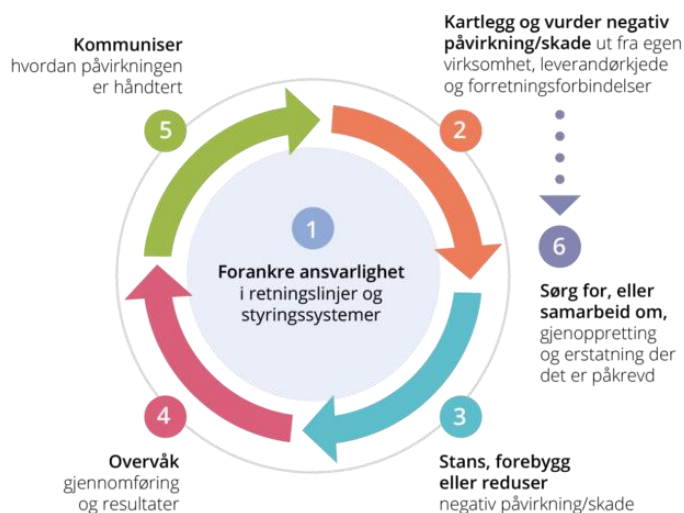 1
Forankre ansvarlighet
i retningslinjer og
styringssystemer
Kartlegg og vurder negativ
påvirkning/skade ut fra egen
virksomhet, leverandørkjede
og forretningsforbindelser
2
3
Stans, forebygg
eller reduser
negativ påvirkning/skade
4
Overvåk
gjennomføring
og resultater
Kommuniser
hvordan påvirkningen
er håndtert
5
6
Sørg for, eller
samarbeid om,
gjenoppretting
og erstatning der
det er påkrevd